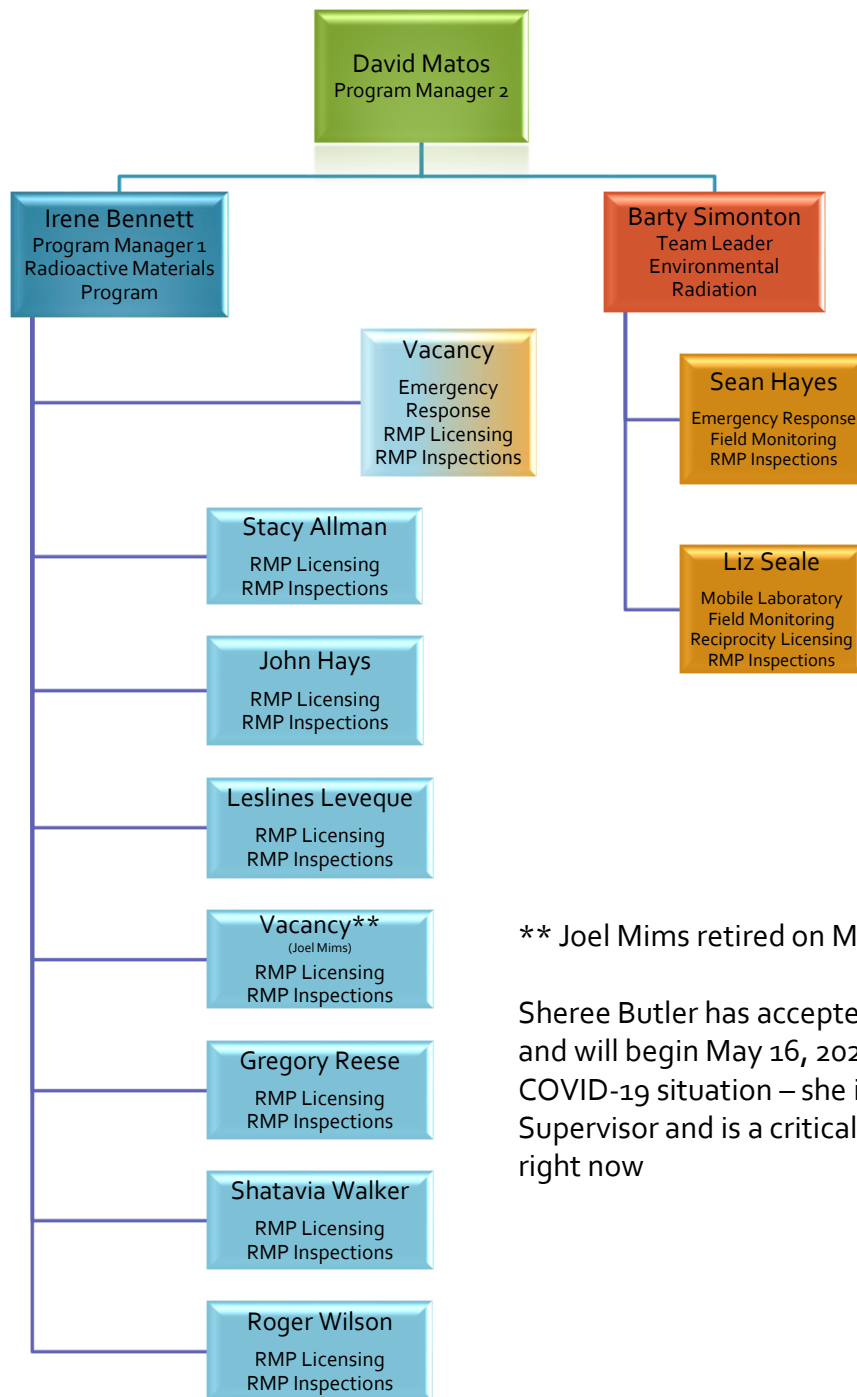 David Matos
Program Manager 2
Irene Bennett
Program Manager 1
Radioactive Materials
Program
Barty Simonton
Team Leader
Environmental
Radiation
Vacancy
Emergency
Response
RMP Licensing
RMP Inspections
Sean Hayes
Emergency Response
Field Monitoring
RMP Inspections
Stacy Allman
RMP Licensing
RMP Inspections
Liz Seale
Mobile Laboratory
Field Monitoring
Reciprocity Licensing
RMP Inspections
John Hays
RMP Licensing
RMP Inspections
Leslines Leveque
RMP Licensing
RMP Inspections
Vacancy**
(Joel Mims)
RMP Licensing
RMP Inspections
Gregory Reese
RMP Licensing
RMP Inspections
Shatavia Walker
RMP Licensing
RMP Inspections
Roger Wilson
RMP Licensing
RMP Inspections
** Joel Mims retired on
Sheree Butler has
and will begin May 16,
COVID-19 situation – she
Supervisor and is a critical
right now